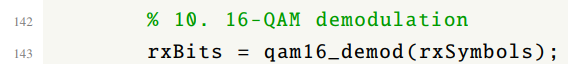 142 % 10. 16-QAM demodulation
143 rxBits = qam16_demod(rxSymbols);